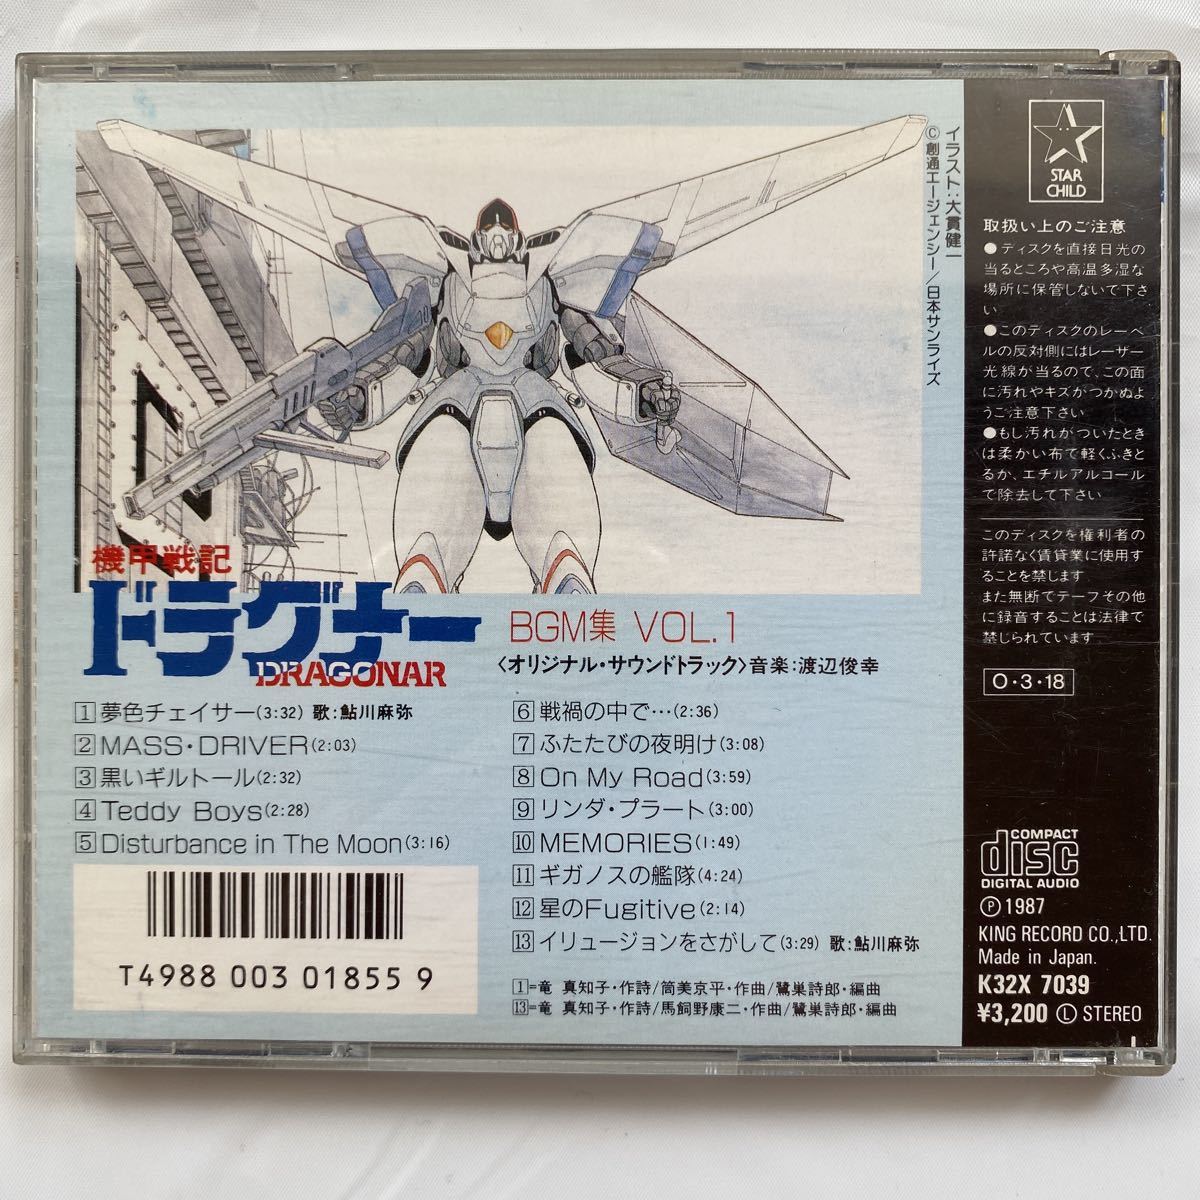 イラスト:大貫健一
©創通エージェンシー/日本サンライズ
機甲戦記
ドラグナー
DRAGONAR
BGM集 VOL.1
〈オリジナル・サウンドトラック〉音楽:渡辺俊幸
1 夢色チェイサー(3:32) 歌:鮎川麻弥
2 MASS・DRIVER(2:03)
3 黒いギルトール(2:32)
4 Teddy Boys(2:28)
5 Disturbance in The Moon(3:16)
6 戦禍の中で…(2:36)
7 ふたたびの夜明け(3:08)
8 On My Road(3:59)
9 リンダ・プラート(3:00)
10 MEMORIES(1:49)
11 ギガノスの艦隊(4:24)
12 星のFugitive(2:14)
13 イリュージョンをさがして(3:29) 歌:鮎川麻弥
1=竜 真知子・作詩/筒美京平・作曲/鷺巣詩郎・編曲
13=竜 真知子・作詩/馬飼野康二・作曲/鷺巣詩郎・編曲
T4988 003 01855 9
STAR
CHILD
取扱い上のご注意
●ディスクを直接日光の
当るところや高温多湿な
場所に保管しないで下さ
い
●このディスクのレーベ
ルの反対側にはレーザー
光線が当るので、この面
に汚れやキズがつかぬよ
うご注意下さい
●もし汚れがついたとき
は柔かい布で軽くふきと
るか、エチルアルコール
で除去して下さい
このディスクを権利者の
許諾なく賃貸業に使用す
ることを禁じます
また無断でテープその他
に録音することは法律で
禁じられています
O・3・18
COMPACT
disc
DIGITAL AUDIO
Ⓟ1987
KING RECORD CO.,LTD.
Made in Japan.
K32X 7039
¥3,200 Ⓛ STEREO